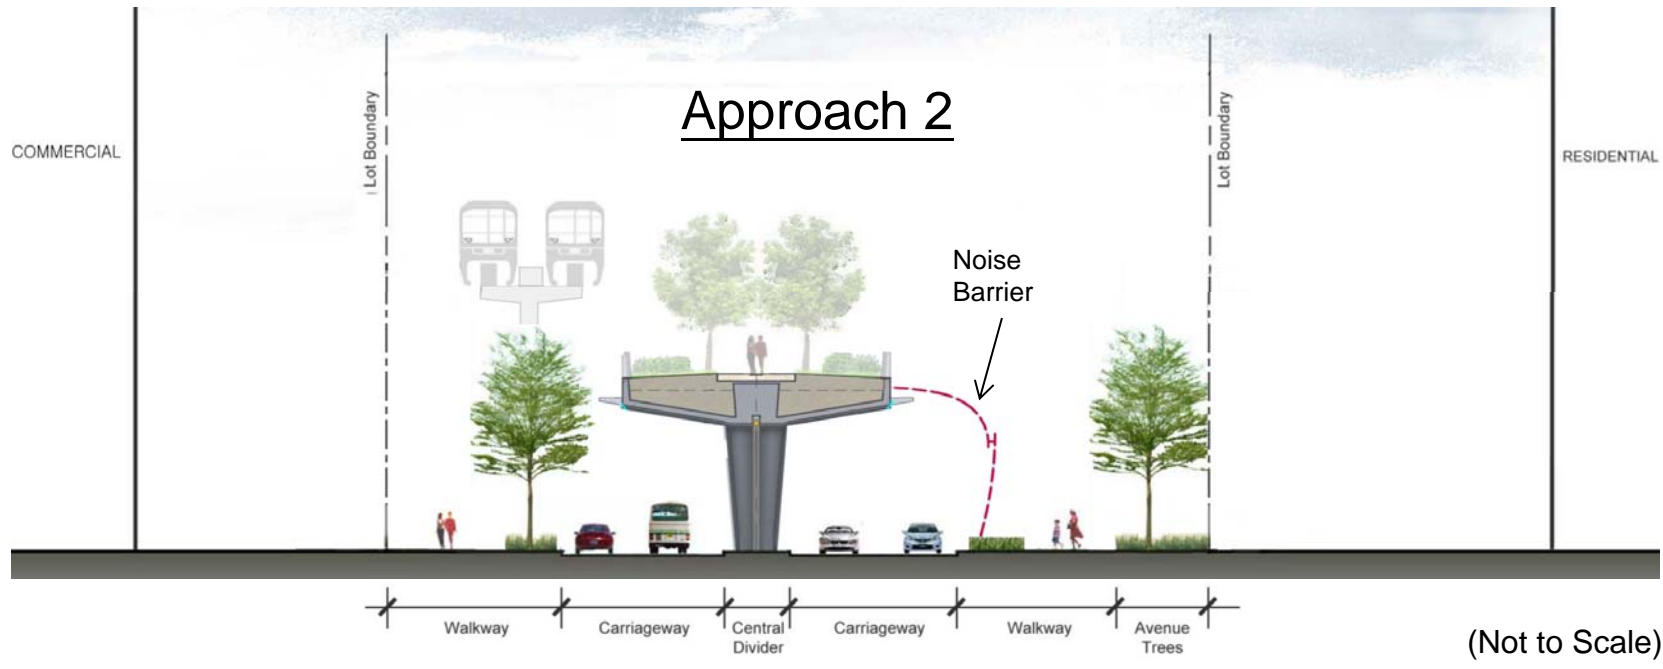 Approach 2
COMMERCIAL
Lot Boundary
Lot Boundary
RESIDENTIAL
Noise
Barrier
Walkway
Carriageway
Central
Divider
Carriageway
Walkway
Avenue
Trees
(Not to Scale)